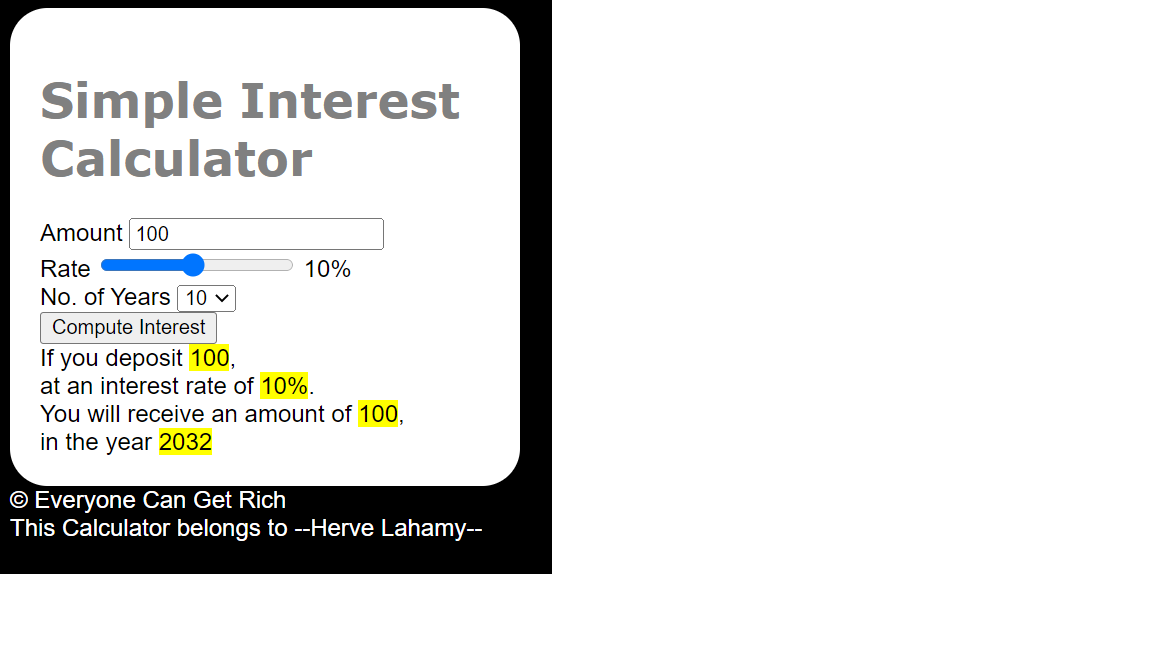 Simple Interest
Calculator
Amount 100
Rate 10%
No. of Years 10
Compute Interest
If you deposit 100,
at an interest rate of 10%.
You will receive an amount of 100,
in the year 2032
© Everyone Can Get Rich
This Calculator belongs to --Herve Lahamy--